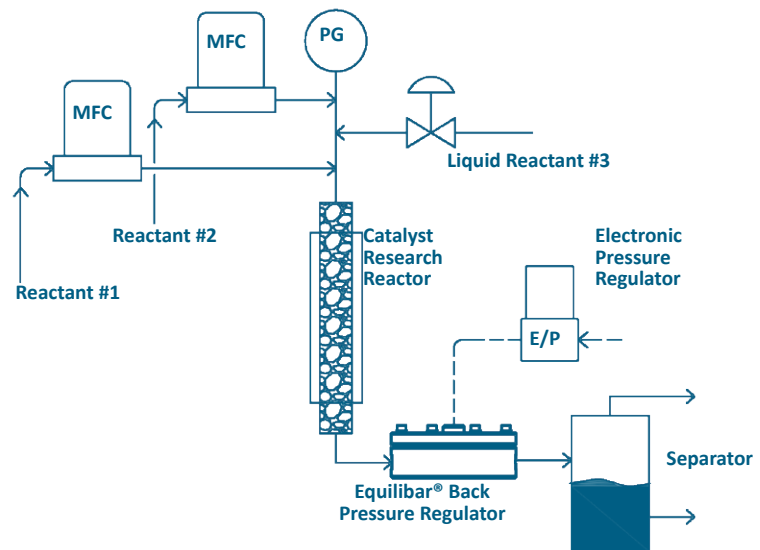 MFC
PG
MFC
Liquid Reactant #3
Reactant #2
Reactant #1
Catalyst
Research
Reactor
Electronic
Pressure
Regulator
E/P
Separator
Equilibar® Back
Pressure Regulator